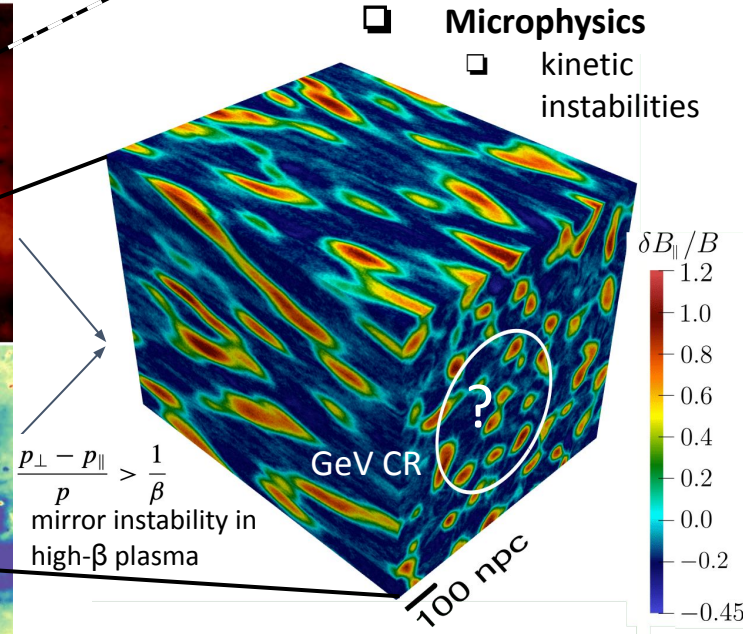 ❑ Microphysics
❑ kinetic
instabilities
δB∥/B
1.2
1.0
0.8
0.6
0.4
0.2
0.0
−0.2
−0.45
?
GeV CR
p⊥ − p∥ / p > 1 / β
mirror instability in
high-β plasma
100 npc